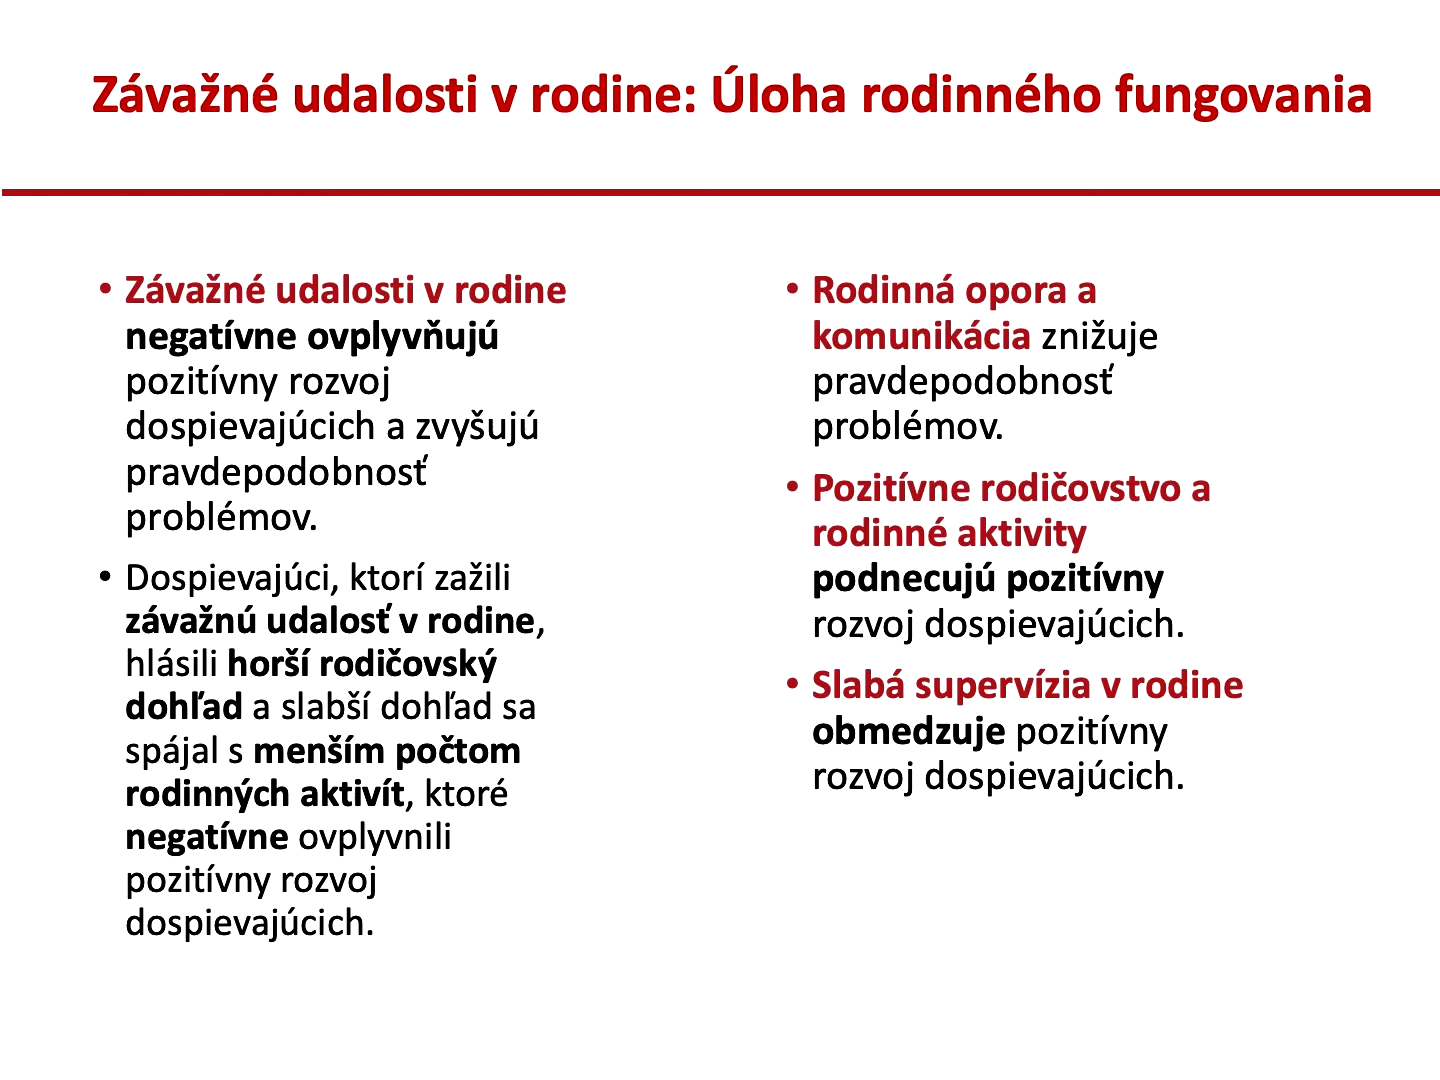 Závažné udalosti v rodine: Úloha rodinného fungovania
• Závažné udalosti v rodine
negatívne ovplyvňujú
pozitívny rozvoj
dospievajúcich a zvyšujú
pravdepodobnosť
problémov.
• Dospievajúci, ktorí zažili
závažnú udalosť v rodine,
hlásili horší rodičovský
dohľad a slabší dohľad sa
spájal s menším počtom
rodinných aktivít, ktoré
negatívne ovplyvnili
pozitívny rozvoj
dospievajúcich.
• Rodinná opora a
komunikácia znižuje
pravdepodobnosť
problémov.
• Pozitívne rodičovstvo a
rodinné aktivity
podnecujú pozitívny
rozvoj dospievajúcich.
• Slabá supervízia v rodine
obmedzuje pozitívny
rozvoj dospievajúcich.